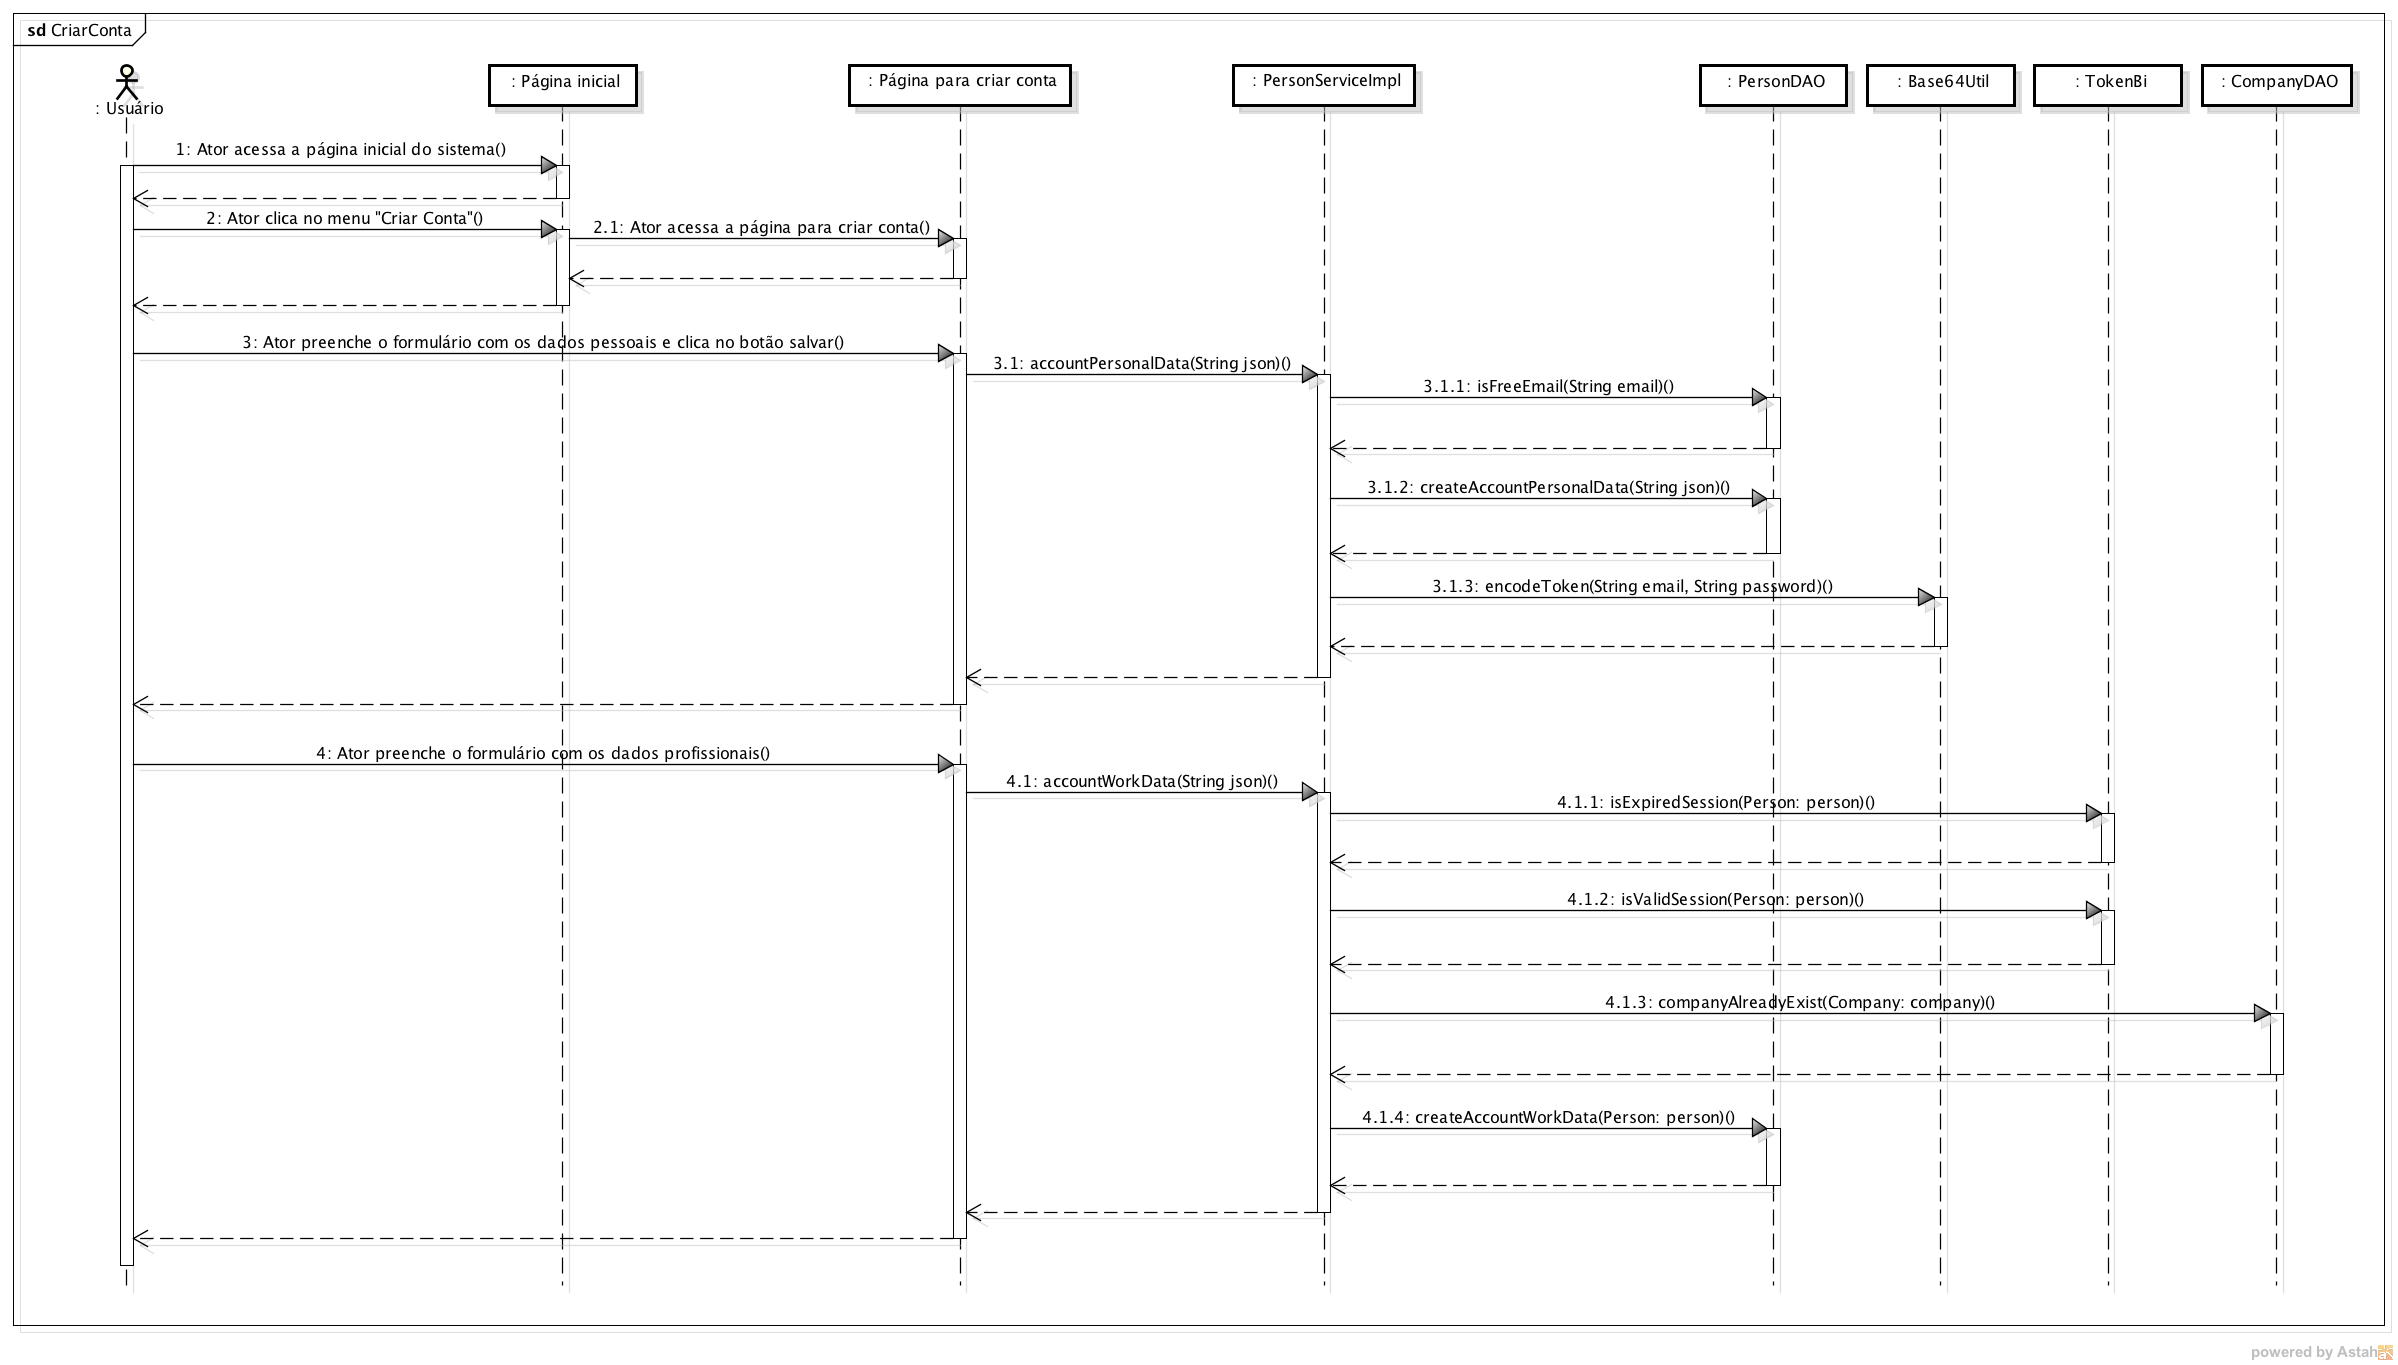 sd CriarConta
: Usuário
: Página inicial
: Página para criar conta
: PersonServiceImpl
: PersonDAO
: Base64Util
: TokenBi
: CompanyDAO
1: Ator acessa a página inicial do sistema()
2: Ator clica no menu "Criar Conta"()
2.1: Ator acessa a página para criar conta()
3: Ator preenche o formulário com os dados pessoais e clica no botão salvar()
3.1: accountPersonalData(String json)()
3.1.1: isFreeEmail(String email)()
3.1.2: createAccountPersonalData(String json)()
3.1.3: encodeToken(String email, String password)()
4: Ator preenche o formulário com os dados profissionais()
4.1: accountWorkData(String json)()
4.1.1: isExpiredSession(Person: person)()
4.1.2: isValidSession(Person: person)()
4.1.3: companyAlreadyExist(Company: company)()
4.1.4: createAccountWorkData(Person: person)()
powered by Astah